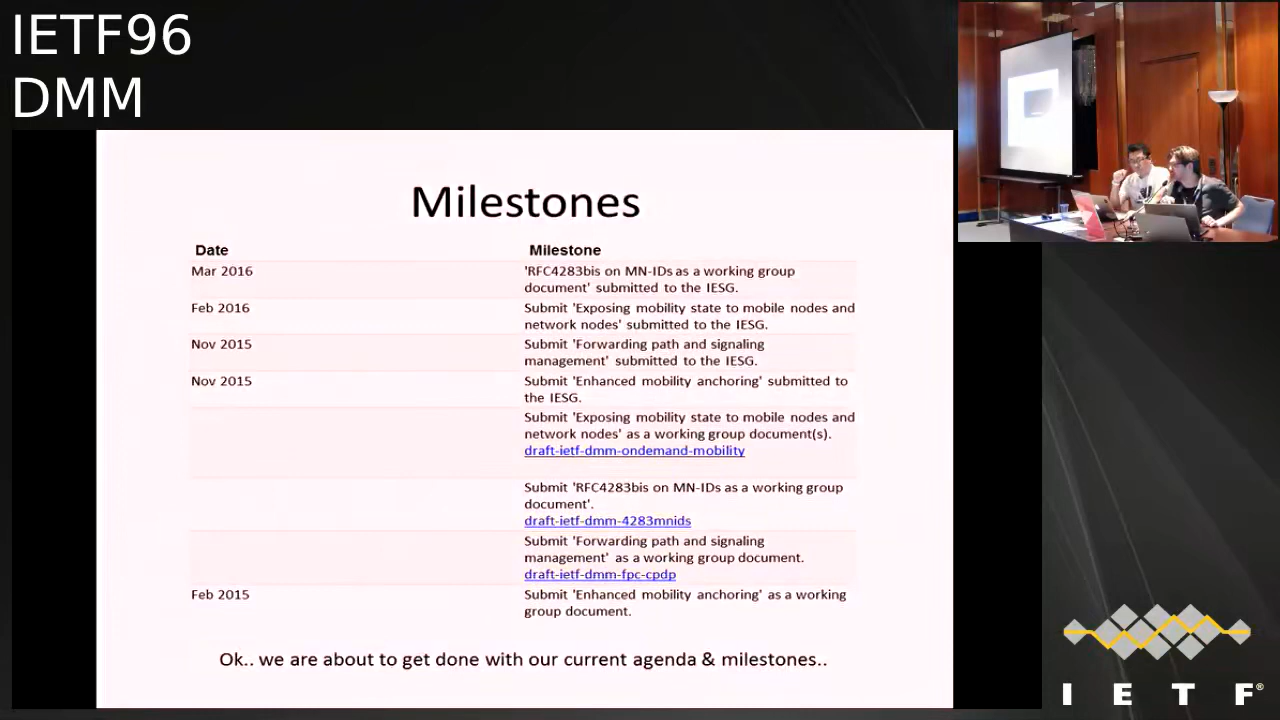 IETF96
DMM
Milestones
Date Milestone
Mar 2016 'RFC4283bis on MN-IDs as a working group
document' submitted to the IESG.
Feb 2016 Submit 'Exposing mobility state to mobile nodes and
network nodes' submitted to the IESG.
Nov 2015 Submit 'Forwarding path and signaling
management' submitted to the IESG.
Nov 2015 Submit 'Enhanced mobility anchoring' submitted to
the IESG.
Submit 'Exposing mobility state to mobile nodes and
network nodes' as a working group document(s).
draft-ietf-dmm-ondemand-mobility
Submit 'RFC4283bis on MN-IDs as a working group
document'.
draft-ietf-dmm-4283mnids
Submit 'Forwarding path and signaling
management' as a working group document.
draft-ietf-dmm-fpc-cpdp
Feb 2015 Submit 'Enhanced mobility anchoring' as a working
group document.
Ok.. we are about to get done with our current agenda & milestones..
I E T F®